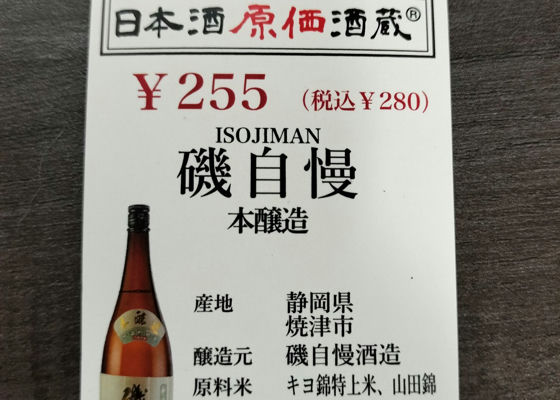 日本酒原価酒蔵®
¥255 (税込¥280)
ISOJIMAN
磯自慢
本醸造
産地 静岡県
焼津市
醸造元 磯自慢酒造
原料米 キヨ錦特上米、山田錦
磯